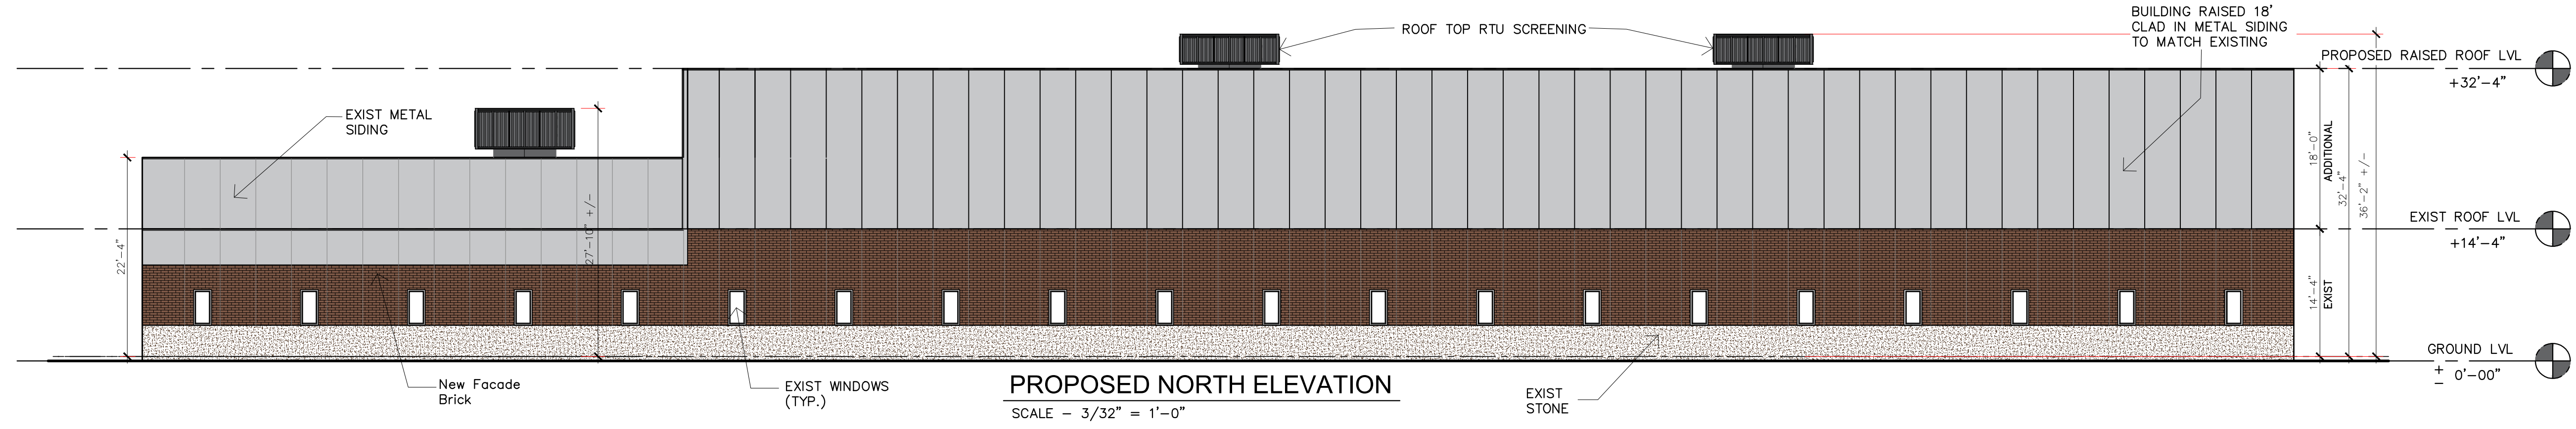 BUILDING RAISED 18'
CLAD IN METAL SIDING
TO MATCH EXISTING
ROOF TOP RTU SCREENING
PROPOSED RAISED ROOF LVL
+32'-4"
EXIST METAL
SIDING
18'-0"
ADDITIONAL
32'-4"
36'-2" +/-
27'-10" +/-
22'-4"
EXIST ROOF LVL
+14'-4"
14'-4"
EXIST
GROUND LVL
+
- 0'-00"
New Facade
Brick
EXIST WINDOWS
(TYP.)
PROPOSED NORTH ELEVATION
SCALE - 3/32" = 1'-0"
EXIST
STONE